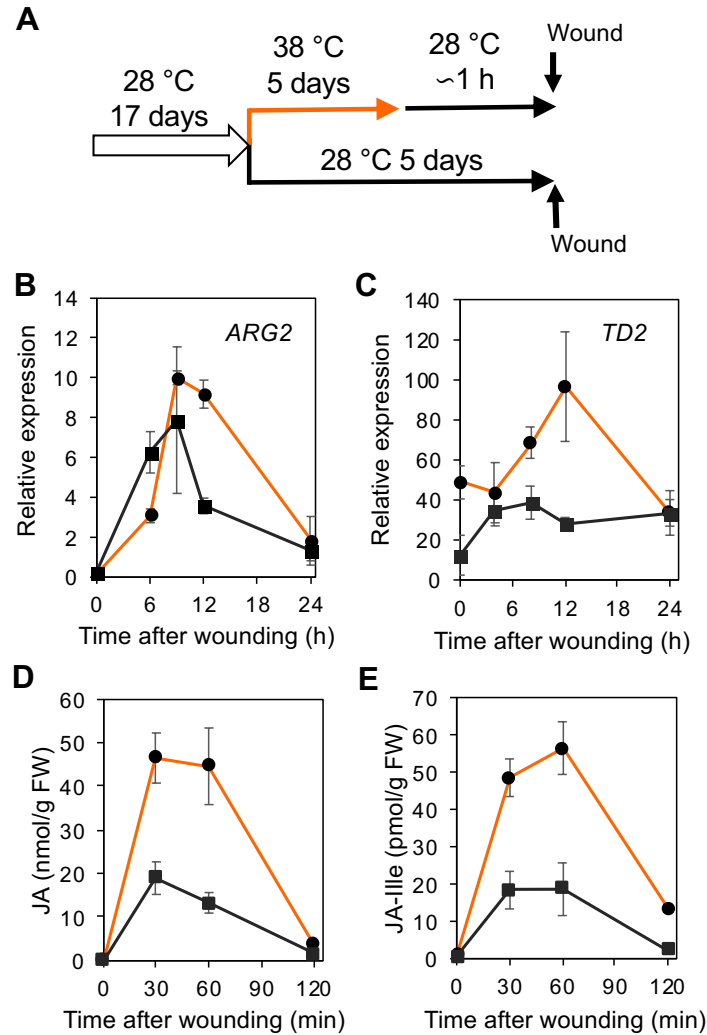 A
28 °C
17 days
38 °C
5 days
28 °C
~1 h
Wound
28 °C 5 days
Wound
B
ARG2
Relative expression
14
12
10
8
6
4
2
0
0 6 12 24
Time after wounding (h)
C
TD2
Relative expression
140
120
100
80
60
40
20
0
0 6 12 24
Time after wounding (h)
D
JA (nmol/g FW)
60
50
40
30
20
10
0
0 30 60 90 120
Time after wounding (min)
E
JA-IIle (pmol/g FW)
70
60
50
40
30
20
10
0
0 30 60 90 120
Time after wounding (min)